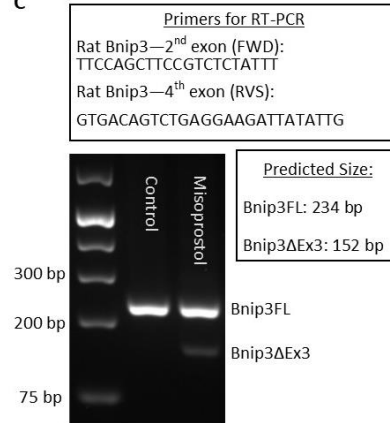 C
Primers for RT-PCR
Rat Bnip3—2nd exon (FWD):
TTCCAGCTTCCGTCTCTATTT
Rat Bnip3—4th exon (RVS):
GTGACAGTCTGAGGAAGATTATATTG
Control
Misoprostol
Predicted Size:
Bnip3FL: 234 bp
Bnip3ΔEx3: 152 bp
300 bp
200 bp
75 bp
Bnip3FL
Bnip3ΔEx3